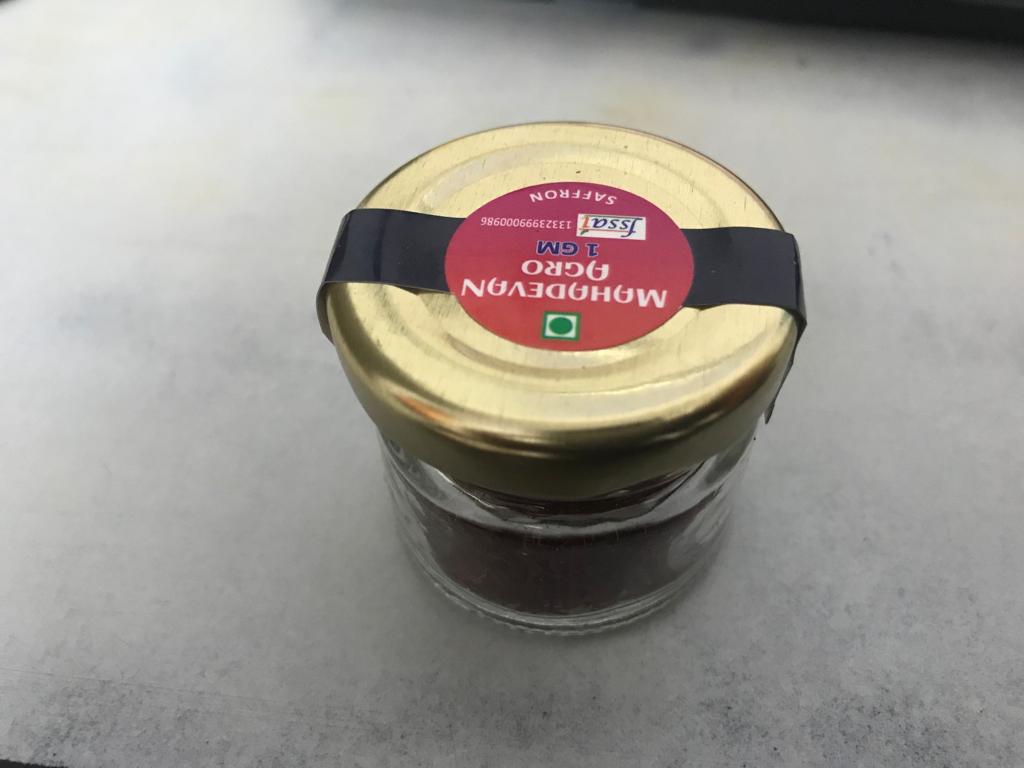 MAHADEVAN
AGRO
1 GM
fssai 13323999000986
SAFFRON